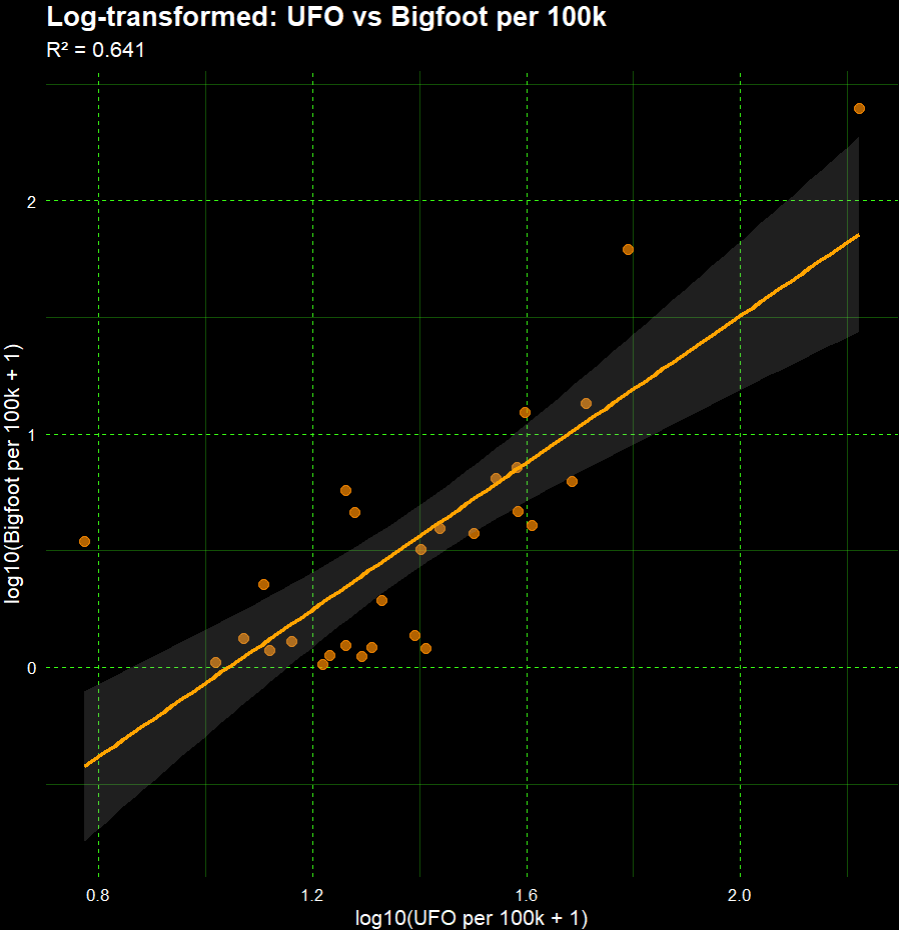 Log-transformed: UFO vs Bigfoot per 100k
R² = 0.641
2
1
0
log10(Bigfoot per 100k + 1)
0.8 1.2 1.6 2.0
log10(UFO per 100k + 1)